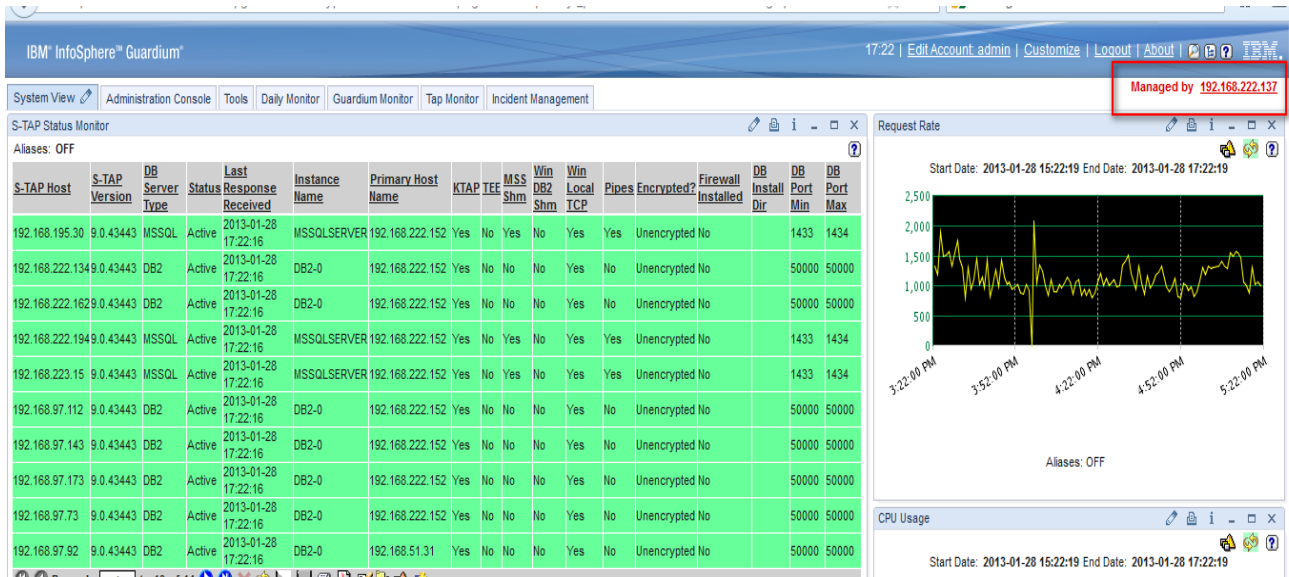 IBM® InfoSphere™ Guardium®
17:22 | Edit Account: admin | Customize | Logout | About | IBM.
System View Administration Console Tools Daily Monitor Guardium Monitor Tap Monitor Incident Management
Managed by 192.168.222.137
S-TAP Status Monitor
Aliases: OFF
S-TAP Host S-TAP Version DB Server Type Status Last Response Received Instance Name Primary Host Name KTAP TEE MSS Shm Win DB2 Shm Win Local TCP Pipes Encrypted? Firewall Installed DB Install Dir DB Port Min DB Port Max
192.168.195.30 9.0.43443 MSSQL Active 2013-01-28 17:22:16 MSSQLSERVER 192.168.222.152 Yes No Yes No Yes Yes Unencrypted No 1433 1434
192.168.222.134 9.0.43443 DB2 Active 2013-01-28 17:22:16 DB2-0 192.168.222.152 Yes No No No Yes No Unencrypted No 50000 50000
192.168.222.162 9.0.43443 DB2 Active 2013-01-28 17:22:16 DB2-0 192.168.222.152 Yes No No No Yes No Unencrypted No 50000 50000
192.168.222.194 9.0.43443 MSSQL Active 2013-01-28 17:22:16 MSSQLSERVER 192.168.222.152 Yes No Yes No Yes Yes Unencrypted No 1433 1434
192.168.223.15 9.0.43443 MSSQL Active 2013-01-28 17:22:16 MSSQLSERVER 192.168.222.152 Yes No Yes No Yes Yes Unencrypted No 1433 1434
192.168.97.112 9.0.43443 DB2 Active 2013-01-28 17:22:16 DB2-0 192.168.222.152 Yes No No No Yes No Unencrypted No 50000 50000
192.168.97.143 9.0.43443 DB2 Active 2013-01-28 17:22:16 DB2-0 192.168.222.152 Yes No No No Yes No Unencrypted No 50000 50000
192.168.97.173 9.0.43443 DB2 Active 2013-01-28 17:22:16 DB2-0 192.168.222.152 Yes No No No Yes No Unencrypted No 50000 50000
192.168.97.73 9.0.43443 DB2 Active 2013-01-28 17:22:16 DB2-0 192.168.222.152 Yes No No No Yes No Unencrypted No 50000 50000
192.168.97.92 9.0.43443 DB2 Active 2013-01-28 17:22:16 DB2-0 192.168.51.31 Yes No No No Yes No Unencrypted No 50000 50000
Request Rate
Start Date: 2013-01-28 15:22:19 End Date: 2013-01-28 17:22:19
2,500
2,000
1,500
1,000
500
0
3:22:00 PM 3:52:00 PM 4:22:00 PM 4:52:00 PM 5:22:00 PM
Aliases: OFF
CPU Usage
Start Date: 2013-01-28 15:22:19 End Date: 2013-01-28 17:22:19